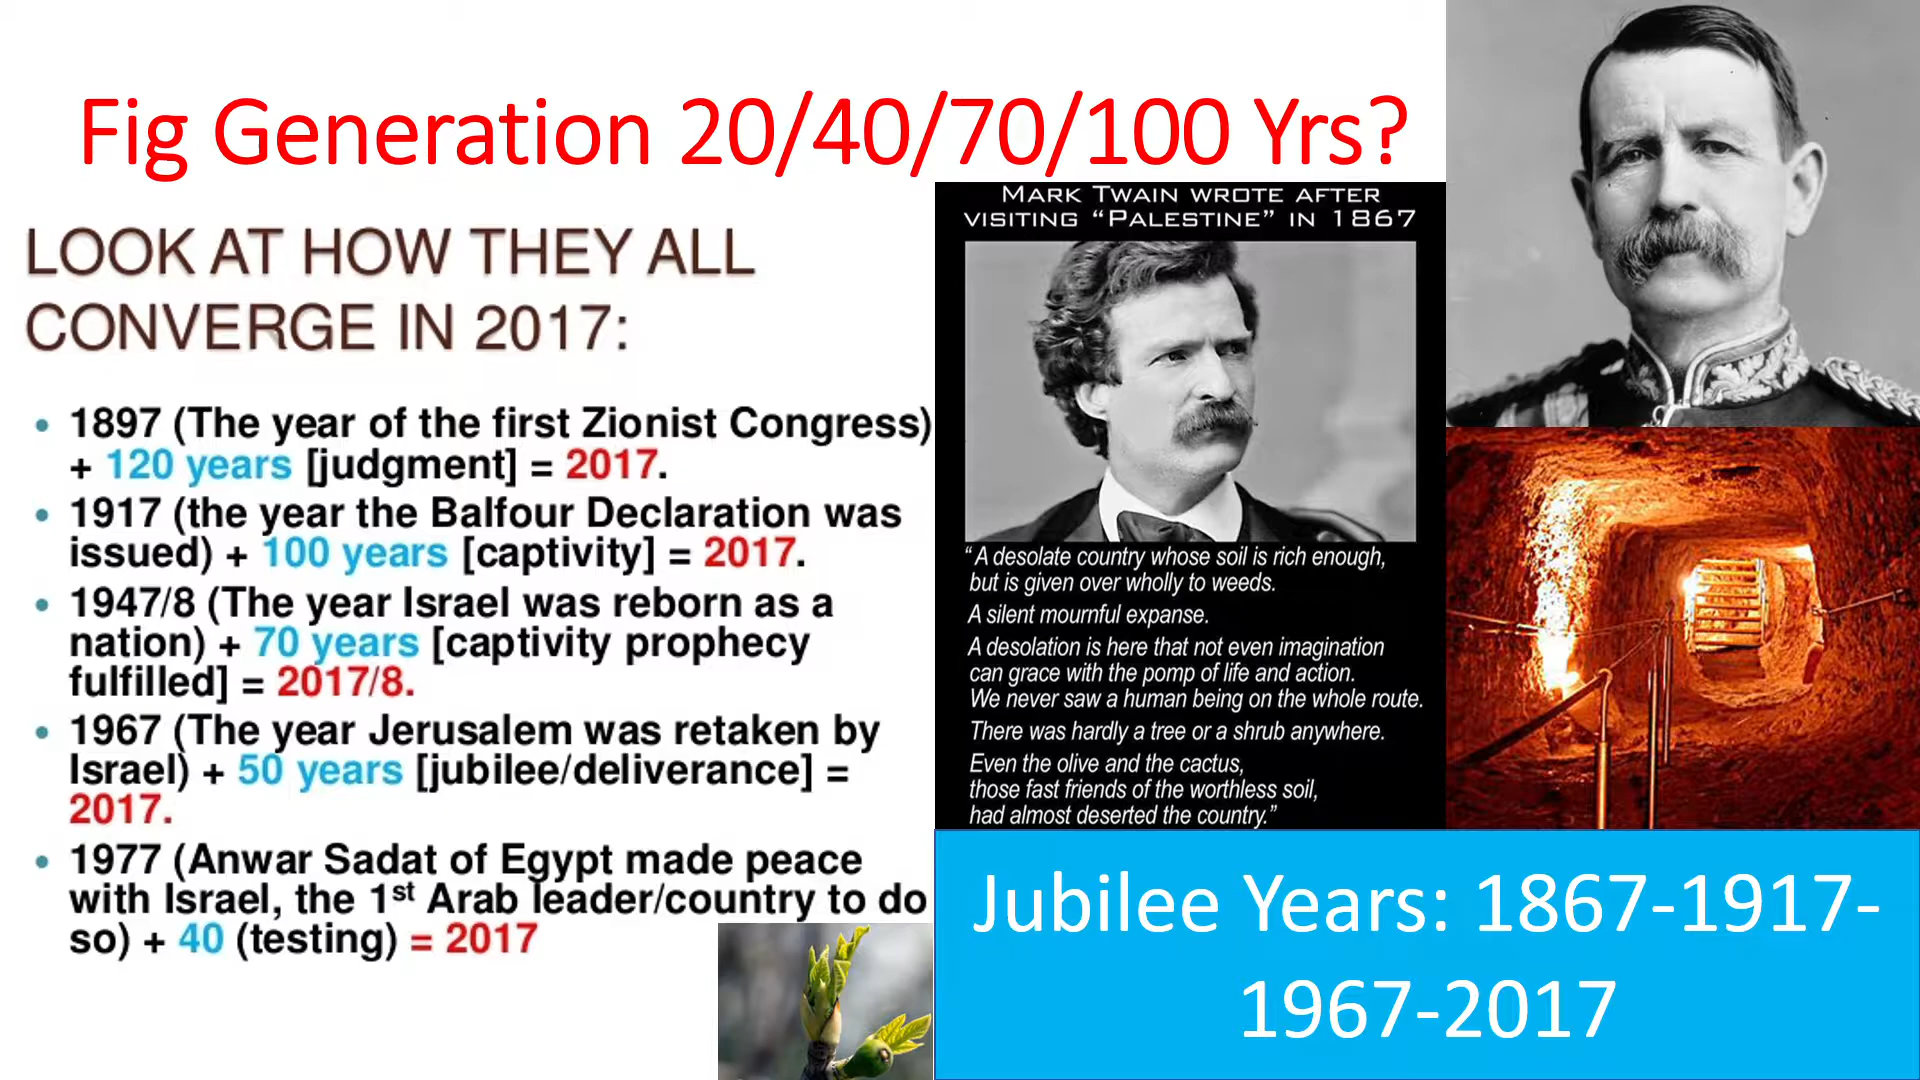 Fig Generation 20/40/70/100 Yrs?
LOOK AT HOW THEY ALL
CONVERGE IN 2017:
• 1897 (The year of the first Zionist Congress)
+ 120 years [judgment] = 2017.
• 1917 (the year the Balfour Declaration was
issued) + 100 years [captivity] = 2017.
• 1947/8 (The year Israel was reborn as a
nation) + 70 years [captivity prophecy
fulfilled] = 2017/8.
• 1967 (The year Jerusalem was retaken by
Israel) + 50 years [jubilee/deliverance] =
2017.
• 1977 (Anwar Sadat of Egypt made peace
with Israel, the 1st Arab leader/country to do
so) + 40 (testing) = 2017
MARK TWAIN WROTE AFTER
VISITING “PALESTINE” IN 1867
“A desolate country whose soil is rich enough,
but is given over wholly to weeds.
A silent mournful expanse.
A desolation is here that not even imagination
can grace with the pomp of life and action.
We never saw a human being on the whole route.
There was hardly a tree or a shrub anywhere.
Even the olive and the cactus,
those fast friends of the worthless soil,
had almost deserted the country.”
Jubilee Years: 1867-1917-
1967-2017